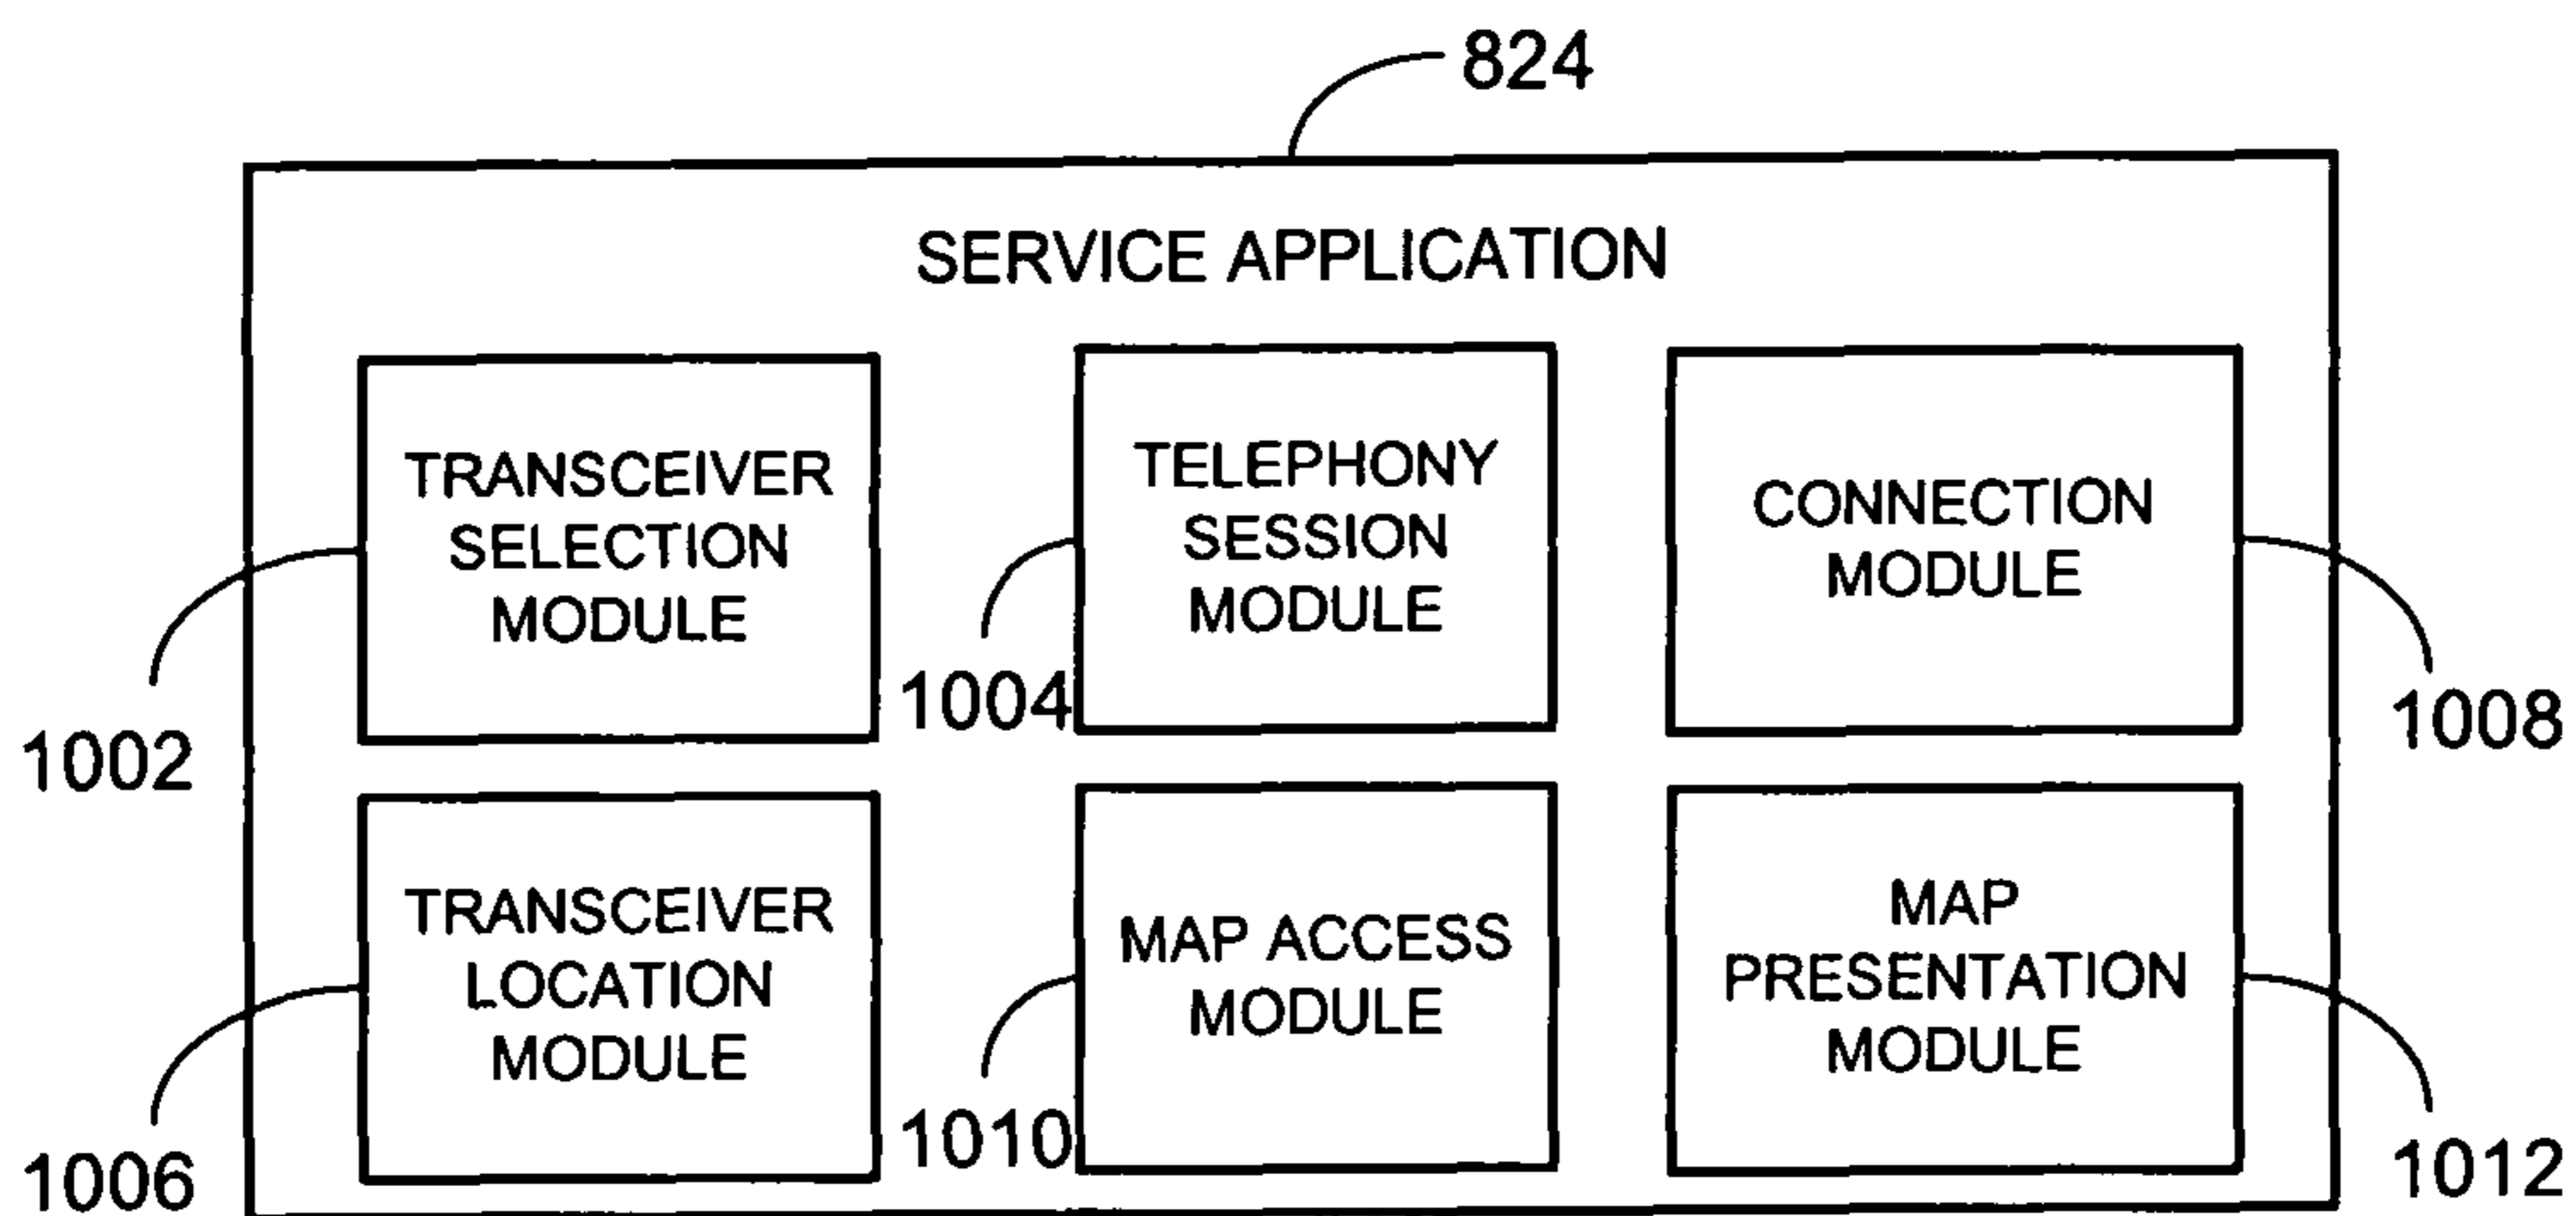 824
SERVICE APPLICATION
TRANSCEIVER
SELECTION
MODULE
1002
TELEPHONY
SESSION
MODULE
1004
CONNECTION
MODULE
1008
TRANSCEIVER
LOCATION
MODULE
1006
MAP ACCESS
MODULE
1010
MAP
PRESENTATION
MODULE
1012